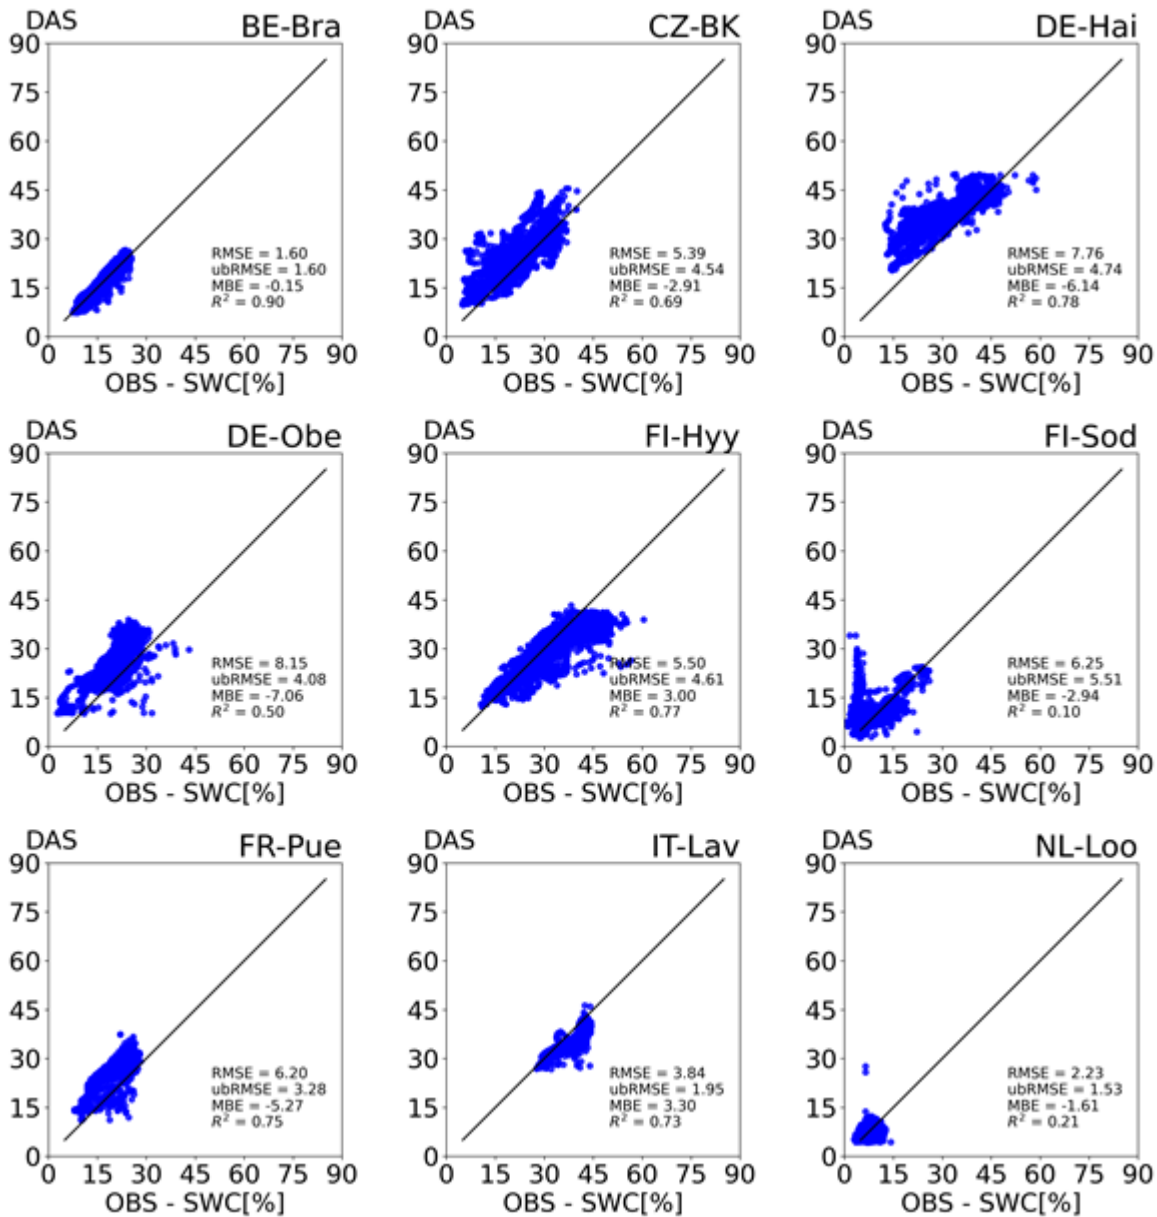 DAS BE-Bra
90
75
60
45
30
15
0
RMSE = 1.60
ubRMSE = 1.60
MBE = -0.15
R² = 0.90
0 15 30 45 60 75 90
OBS - SWC[%]
DAS CZ-BK
90
75
60
45
30
15
0
RMSE = 5.39
ubRMSE = 4.54
MBE = -2.91
R² = 0.69
0 15 30 45 60 75 90
OBS - SWC[%]
DAS DE-Hai
90
75
60
45
30
15
0
RMSE = 7.76
ubRMSE = 4.74
MBE = -6.14
R² = 0.78
0 15 30 45 60 75 90
OBS - SWC[%]
DAS DE-Obe
90
75
60
45
30
15
0
RMSE = 8.15
ubRMSE = 4.08
MBE = -7.06
R² = 0.50
0 15 30 45 60 75 90
OBS - SWC[%]
DAS FI-Hyy
90
75
60
45
30
15
0
RMSE = 5.50
ubRMSE = 4.61
MBE = 3.00
R² = 0.77
0 15 30 45 60 75 90
OBS - SWC[%]
DAS FI-Sod
90
75
60
45
30
15
0
RMSE = 6.25
ubRMSE = 5.51
MBE = -2.94
R² = 0.10
0 15 30 45 60 75 90
OBS - SWC[%]
DAS FR-Pue
90
75
60
45
30
15
0
RMSE = 6.20
ubRMSE = 3.28
MBE = -5.27
R² = 0.75
0 15 30 45 60 75 90
OBS - SWC[%]
DAS IT-Lav
90
75
60
45
30
15
0
RMSE = 3.84
ubRMSE = 1.95
MBE = 3.30
R² = 0.73
0 15 30 45 60 75 90
OBS - SWC[%]
DAS NL-Loo
90
75
60
45
30
15
0
RMSE = 2.23
ubRMSE = 1.53
MBE = -1.61
R² = 0.21
0 15 30 45 60 75 90
OBS - SWC[%]